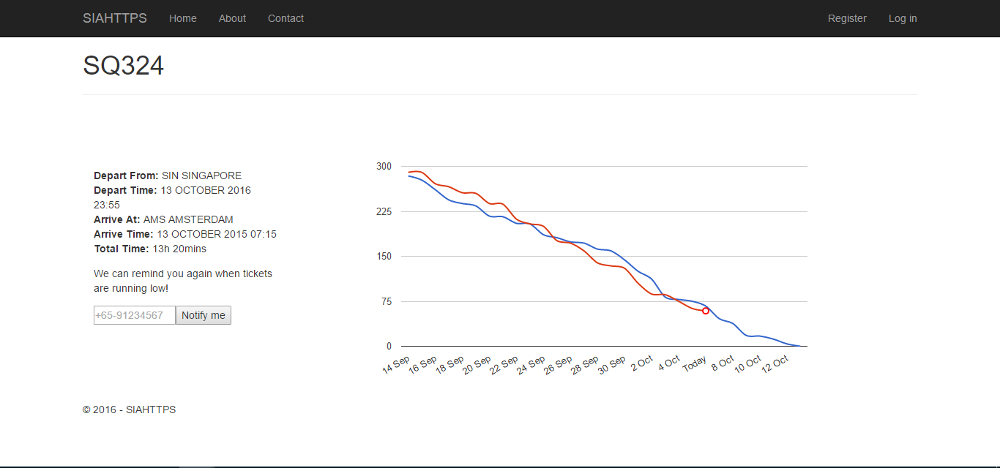 SIAHTTPS Home About Contact Register Log in
SQ324
Depart From: SIN SINGAPORE
Depart Time: 13 OCTOBER 2016
23:55
Arrive At: AMS AMSTERDAM
Arrive Time: 13 OCTOBER 2015 07:15
Total Time: 13h 20mins
We can remind you again when tickets
are running low!
+65-91234567 Notify me
300
225
150
75
0
14 Sep 16 Sep 18 Sep 20 Sep 22 Sep 24 Sep 26 Sep 28 Sep 30 Sep 2 Oct 4 Oct Today 8 Oct 10 Oct 12 Oct
© 2016 - SIAHTTPS